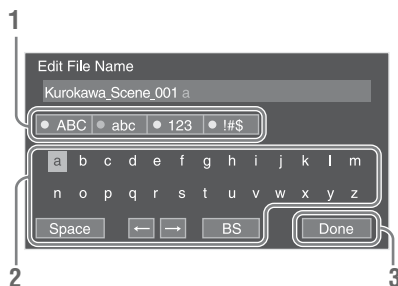 1
Edit File Name
Kurokawa_Scene_001 a
ABC abc 123 !#$
a b c d e f g h i j k l m
n o p q r s t u v w x y z
Space ← → BS Done
2 3